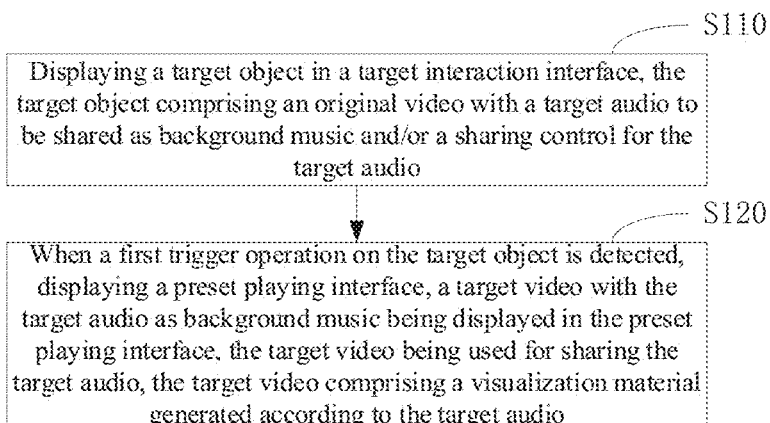 S110
Displaying a target object in a target interaction interface, the
target object comprising an original video with a target audio to
be shared as background music and/or a sharing control for the
target audio
S120
When a first trigger operation on the target object is detected,
displaying a preset playing interface, a target video with the
target audio as background music being displayed in the preset
playing interface, the target video being used for sharing the
target audio, the target video comprising a visualization material
generated according to the target audio